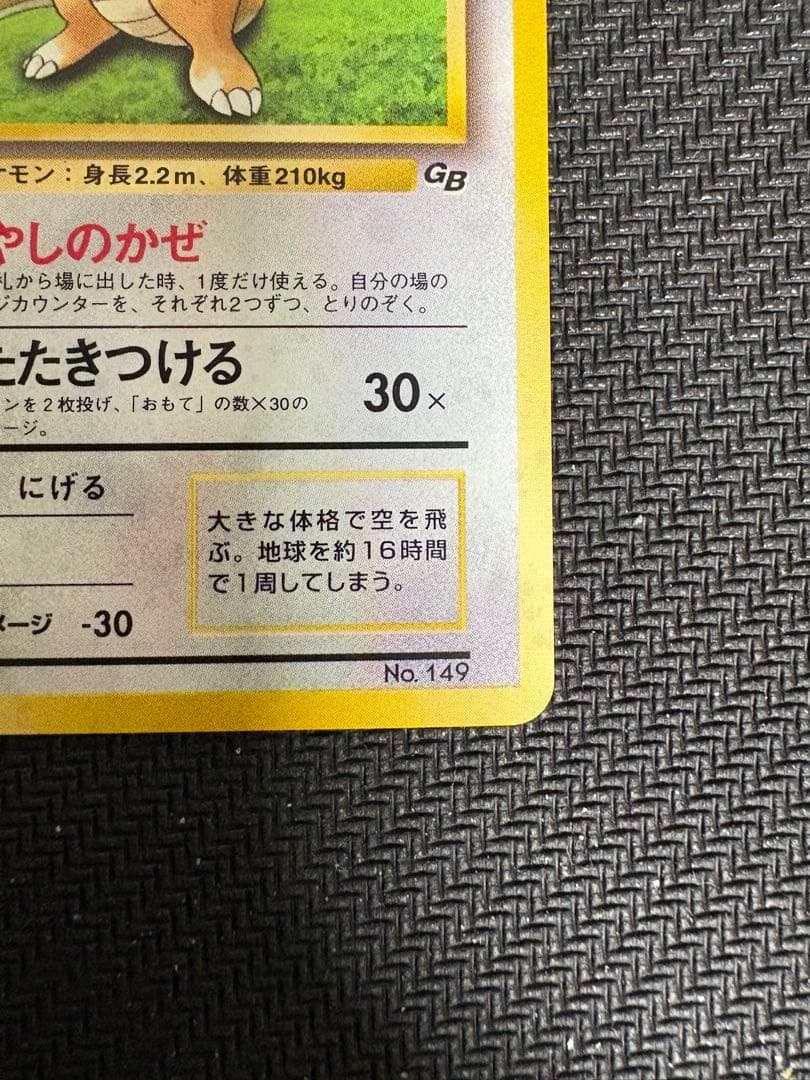 ケモン：身長2.2m、体重210kg GB
やしのかぜ
札から場に出した時、1度だけ使える。自分の場の
ジカウンターを、それぞれ2つずつ、とりのぞく。
たたきつける 30×
ンを2枚投げ、「おもて」の数×30の
ージ。
にげる
大きな体格で空を飛
ぶ。地球を約16時間
で1周してしまう。
メージ -30
No. 149